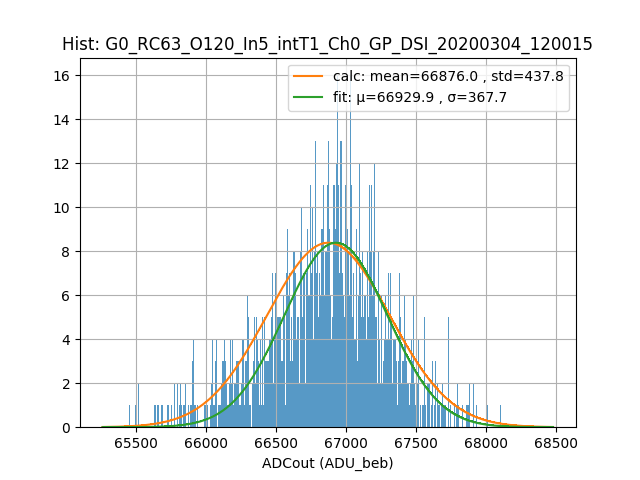 Hist: G0_RC63_O120_In5_intT1_Ch0_GP_DSI_20200304_120015
calc: mean=66876.0 , std=437.8
fit: μ=66929.9 , σ=367.7
16
14
12
10
8
6
4
2
0
65500 66000 66500 67000 67500 68000 68500
ADCout (ADU_beb)